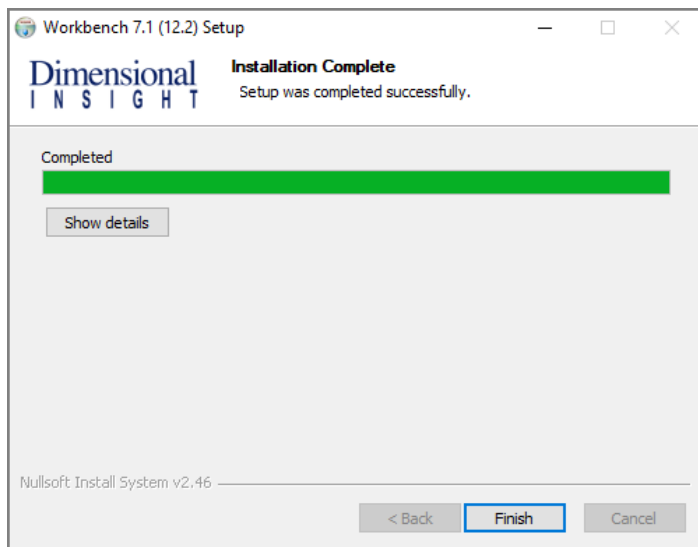 Workbench 7.1 (12.2) Setup
Dimensional
INSIGHT
Installation Complete
Setup was completed successfully.
Completed
Show details
Nullsoft Install System v2.46
< Back
Finish
Cancel